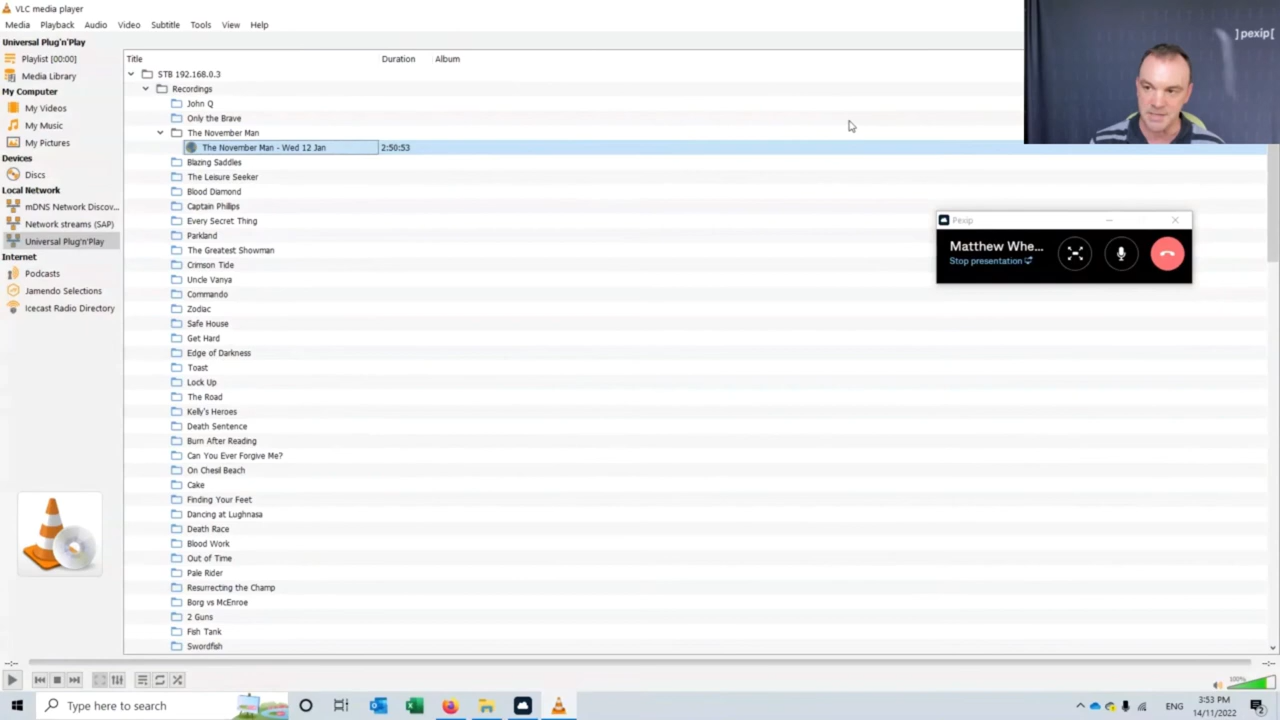 VLC media player
Media Playback Audio Video Subtitle Tools View Help
]pexip[
Universal Plug'n'Play
Playlist [00:00]
Media Library
My Computer
My Videos
My Music
My Pictures
Devices
Discs
Local Network
mDNS Network Discov...
Network streams (SAP)
Universal Plug'n'Play
Internet
Podcasts
Jamendo Selections
Icecast Radio Directory
Title Duration Album
STB 192.168.0.3
Recordings
John Q
Only the Brave
The November Man
The November Man - Wed 12 Jan 2:50:53
Blazing Saddles
The Leisure Seeker
Blood Diamond
Captain Phillips
Every Secret Thing
Parkland
The Greatest Showman
Crimson Tide
Uncle Vanya
Commando
Zodiac
Safe House
Get Hard
Edge of Darkness
Toast
Lock Up
The Road
Kelly's Heroes
Death Sentence
Burn After Reading
Can You Ever Forgive Me?
On Chesil Beach
Cake
Finding Your Feet
Dancing at Lughnasa
Death Race
Blood Work
Out of Time
Pale Rider
Resurrecting the Champ
Borg vs McEnroe
2 Guns
Fish Tank
Swordfish
Pexip
Matthew Whe...
Stop presentation
--:-- --:--
100%
Type here to search
ENG
3:53 PM
14/11/2022
2